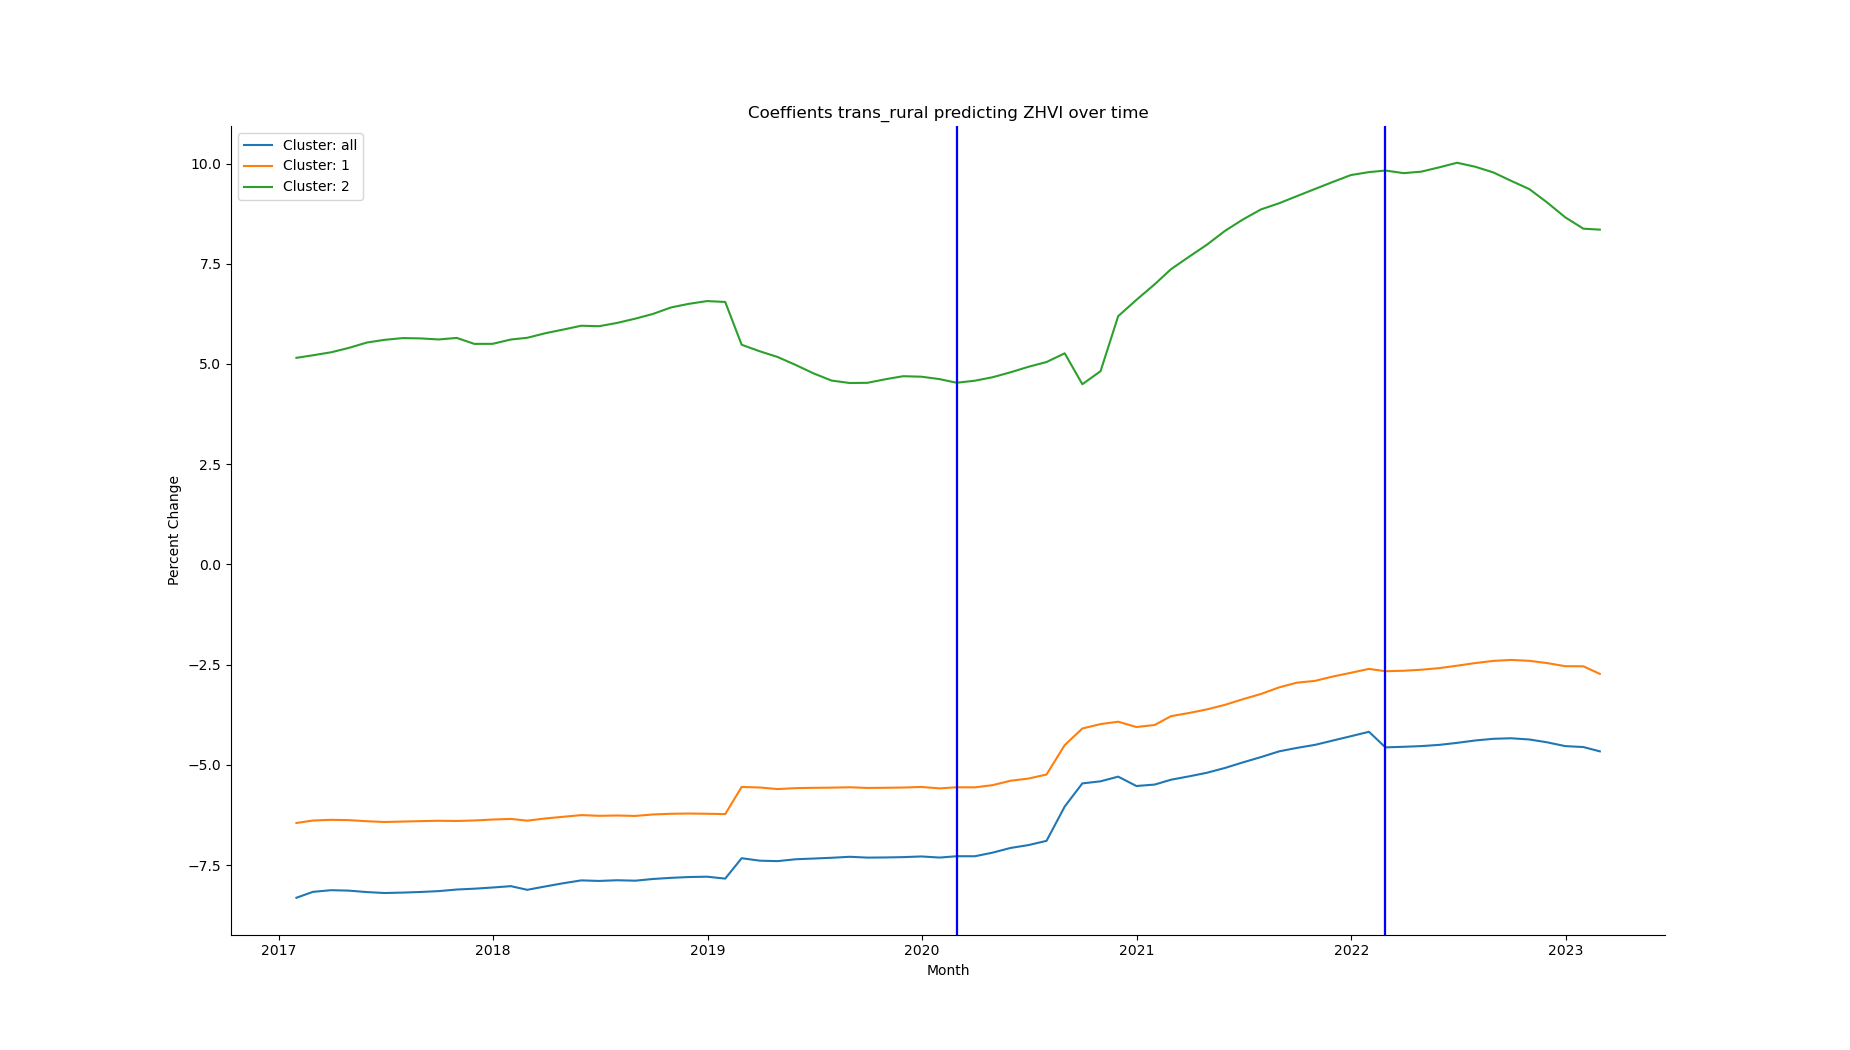 Coeffients trans_rural predicting ZHVI over time
Cluster: all
Cluster: 1
Cluster: 2
10.0
7.5
5.0
2.5
0.0
−2.5
−5.0
−7.5
Percent Change
2017 2018 2019 2020 2021 2022 2023
Month